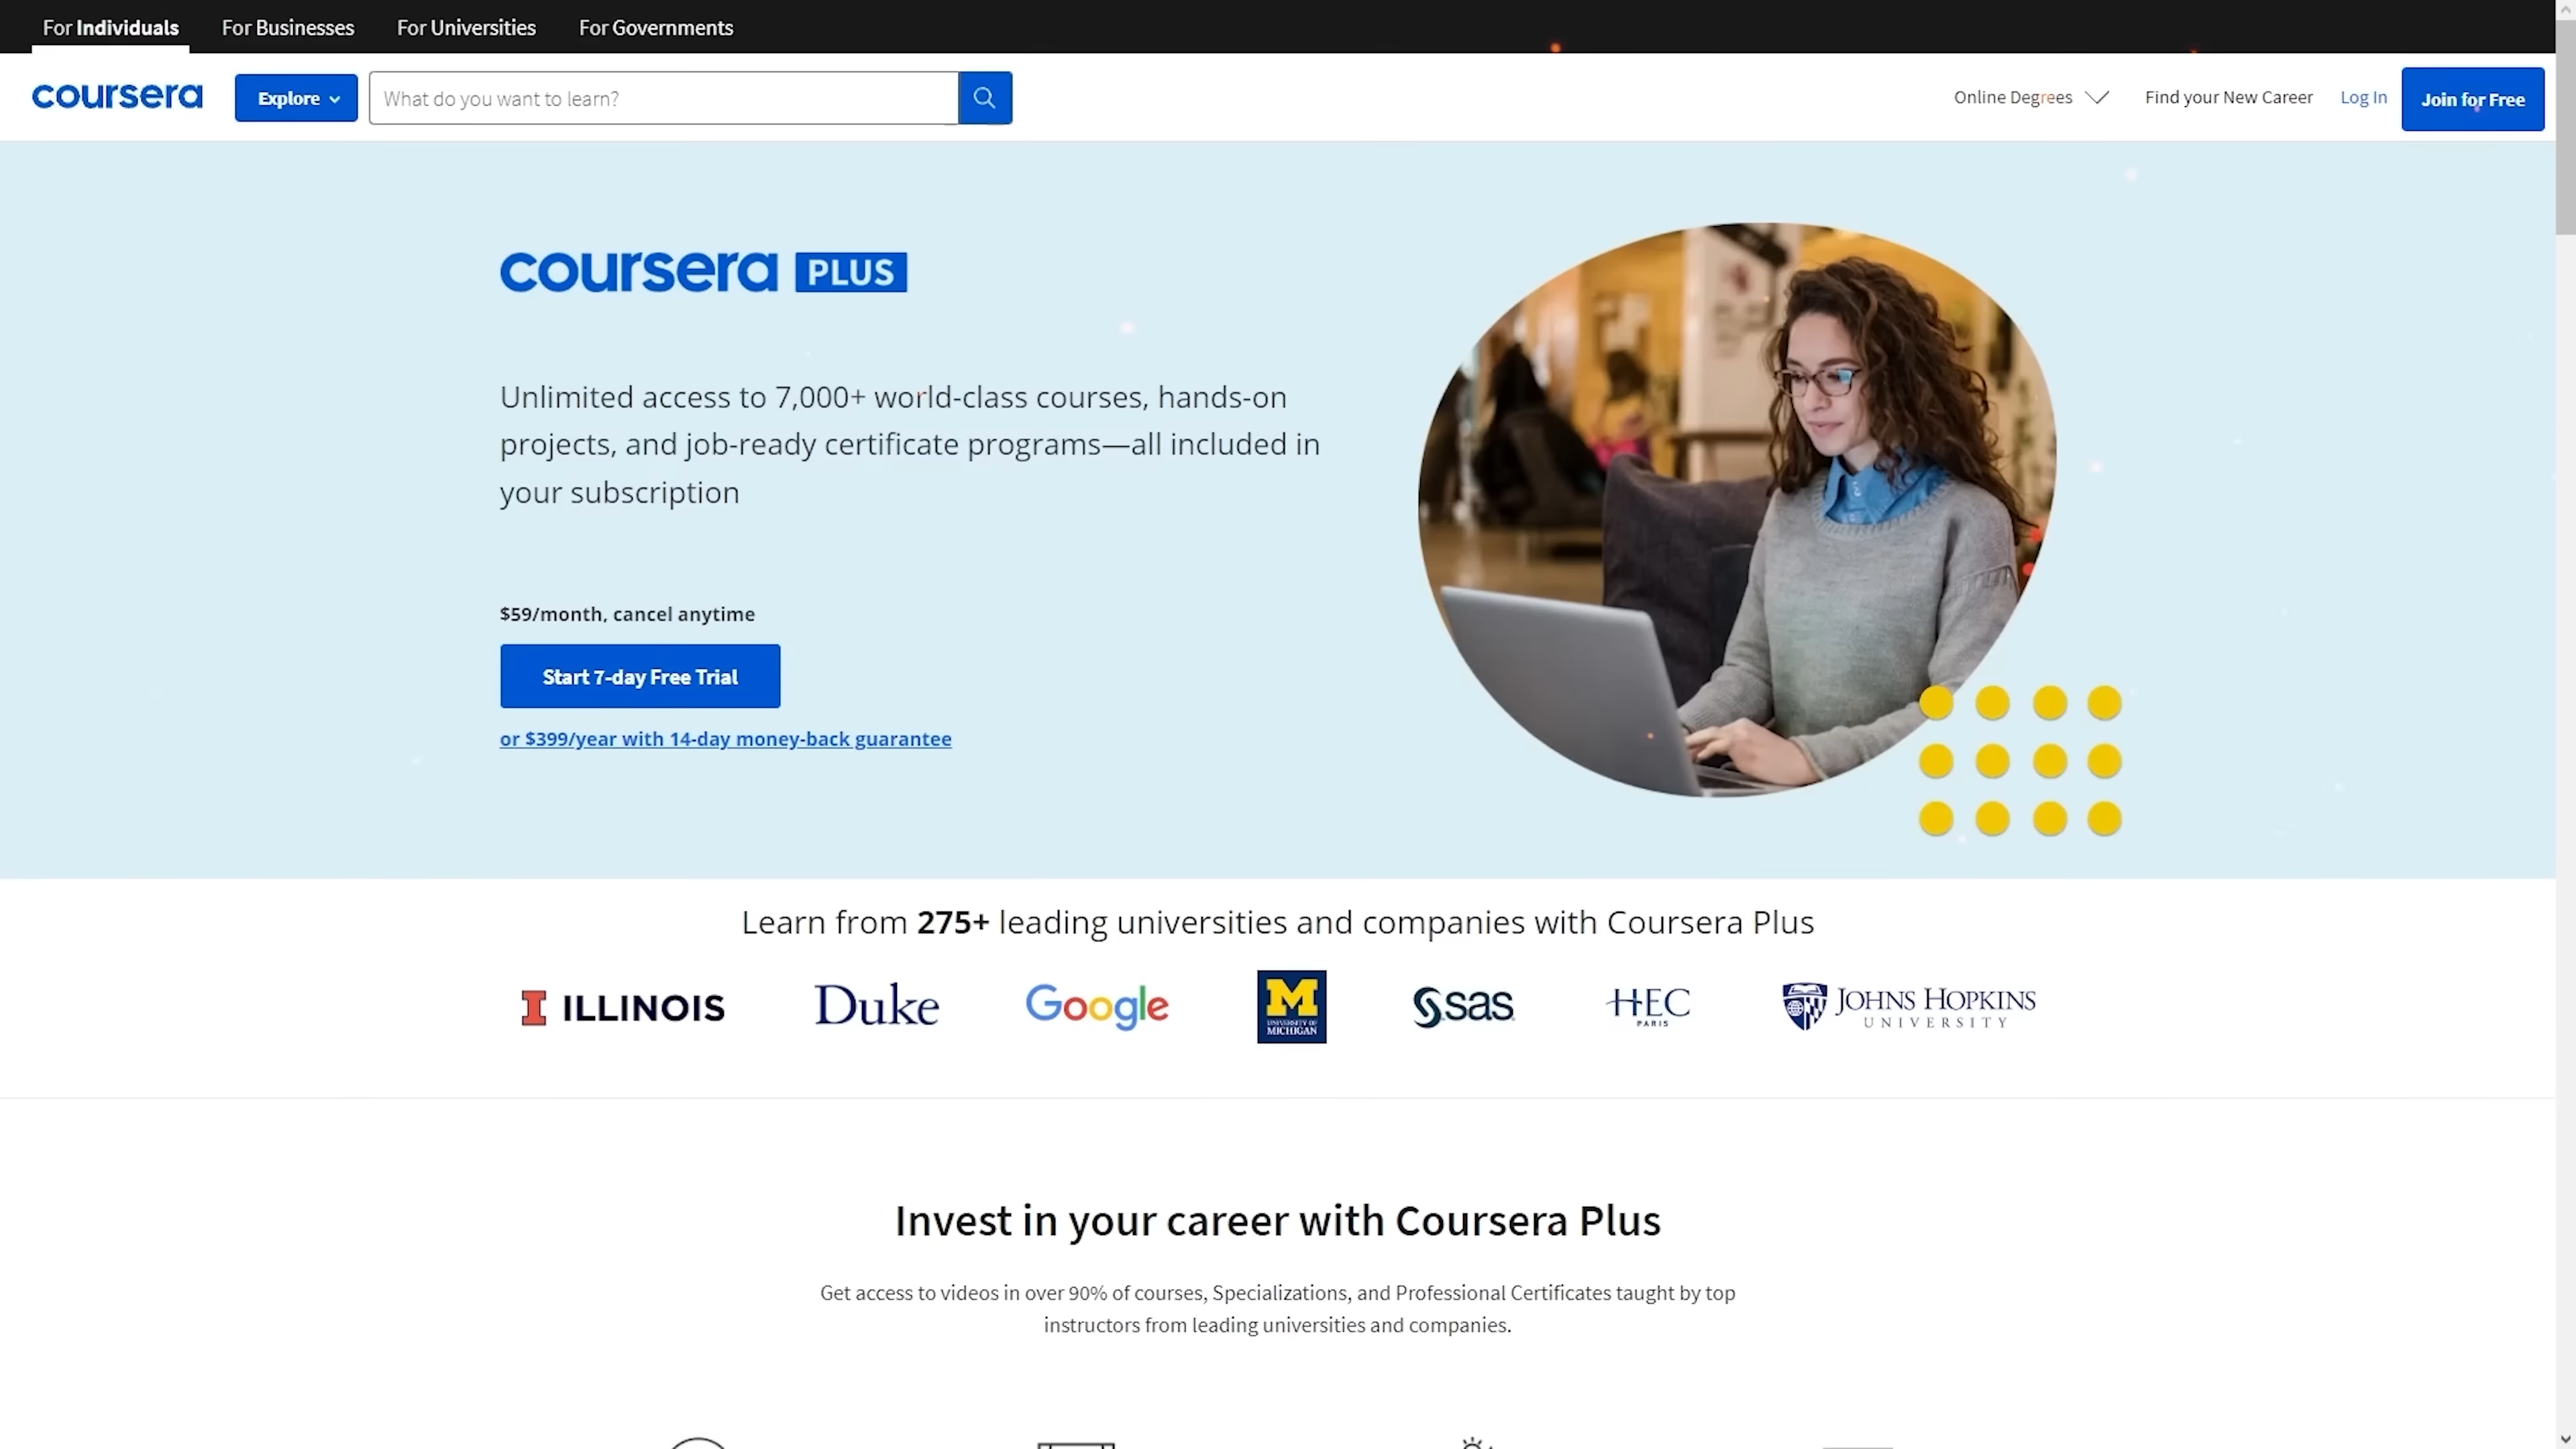 For Individuals For Businesses For Universities For Governments
coursera Explore What do you want to learn? Online Degrees Find your New Career Log In Join for Free
coursera PLUS
Unlimited access to 7,000+ world-class courses, hands-on
projects, and job-ready certificate programs—all included in
your subscription
$59/month, cancel anytime
Start 7-day Free Trial
or $399/year with 14-day money-back guarantee
Learn from 275+ leading universities and companies with Coursera Plus
I ILLINOIS Duke Google M UNIVERSITY OF MICHIGAN sas HEC PARIS JOHNS HOPKINS UNIVERSITY
Invest in your career with Coursera Plus
Get access to videos in over 90% of courses, Specializations, and Professional Certificates taught by top
instructors from leading universities and companies.